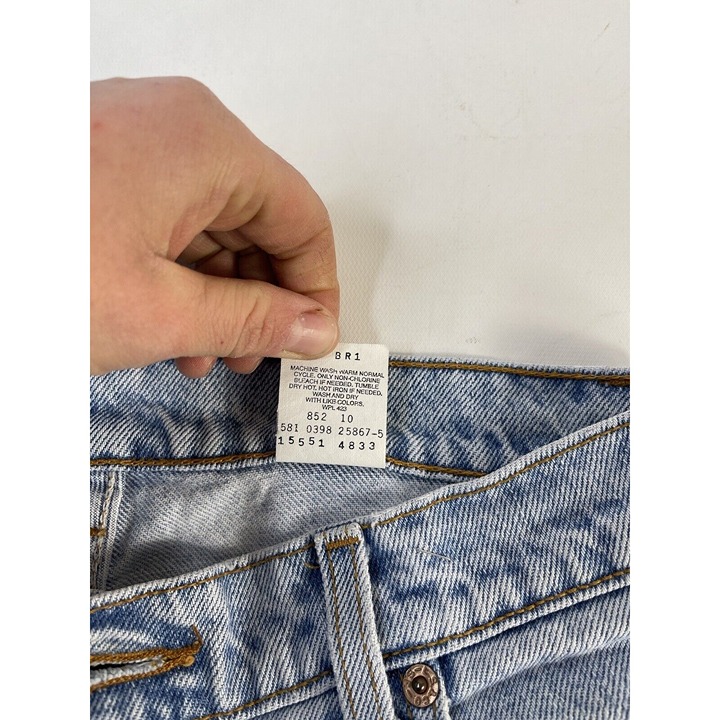 BR1
MACHINE WASH WARM NORMAL
CYCLE. ONLY NON-CHLORINE
BLEACH IF NEEDED. TUMBLE
DRY HOT. HOT IRON IF NEEDED.
WASH AND DRY
WITH LIKE COLORS.
WPL 423
852 10
581 0398 25867-5
15551 4833